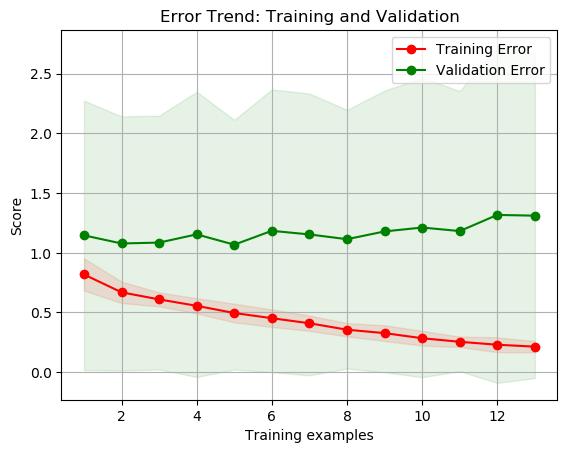 Error Trend: Training and Validation
Training Error
Validation Error
Score
2.5
2.0
1.5
1.0
0.5
0.0
2 4 6 8 10 12
Training examples